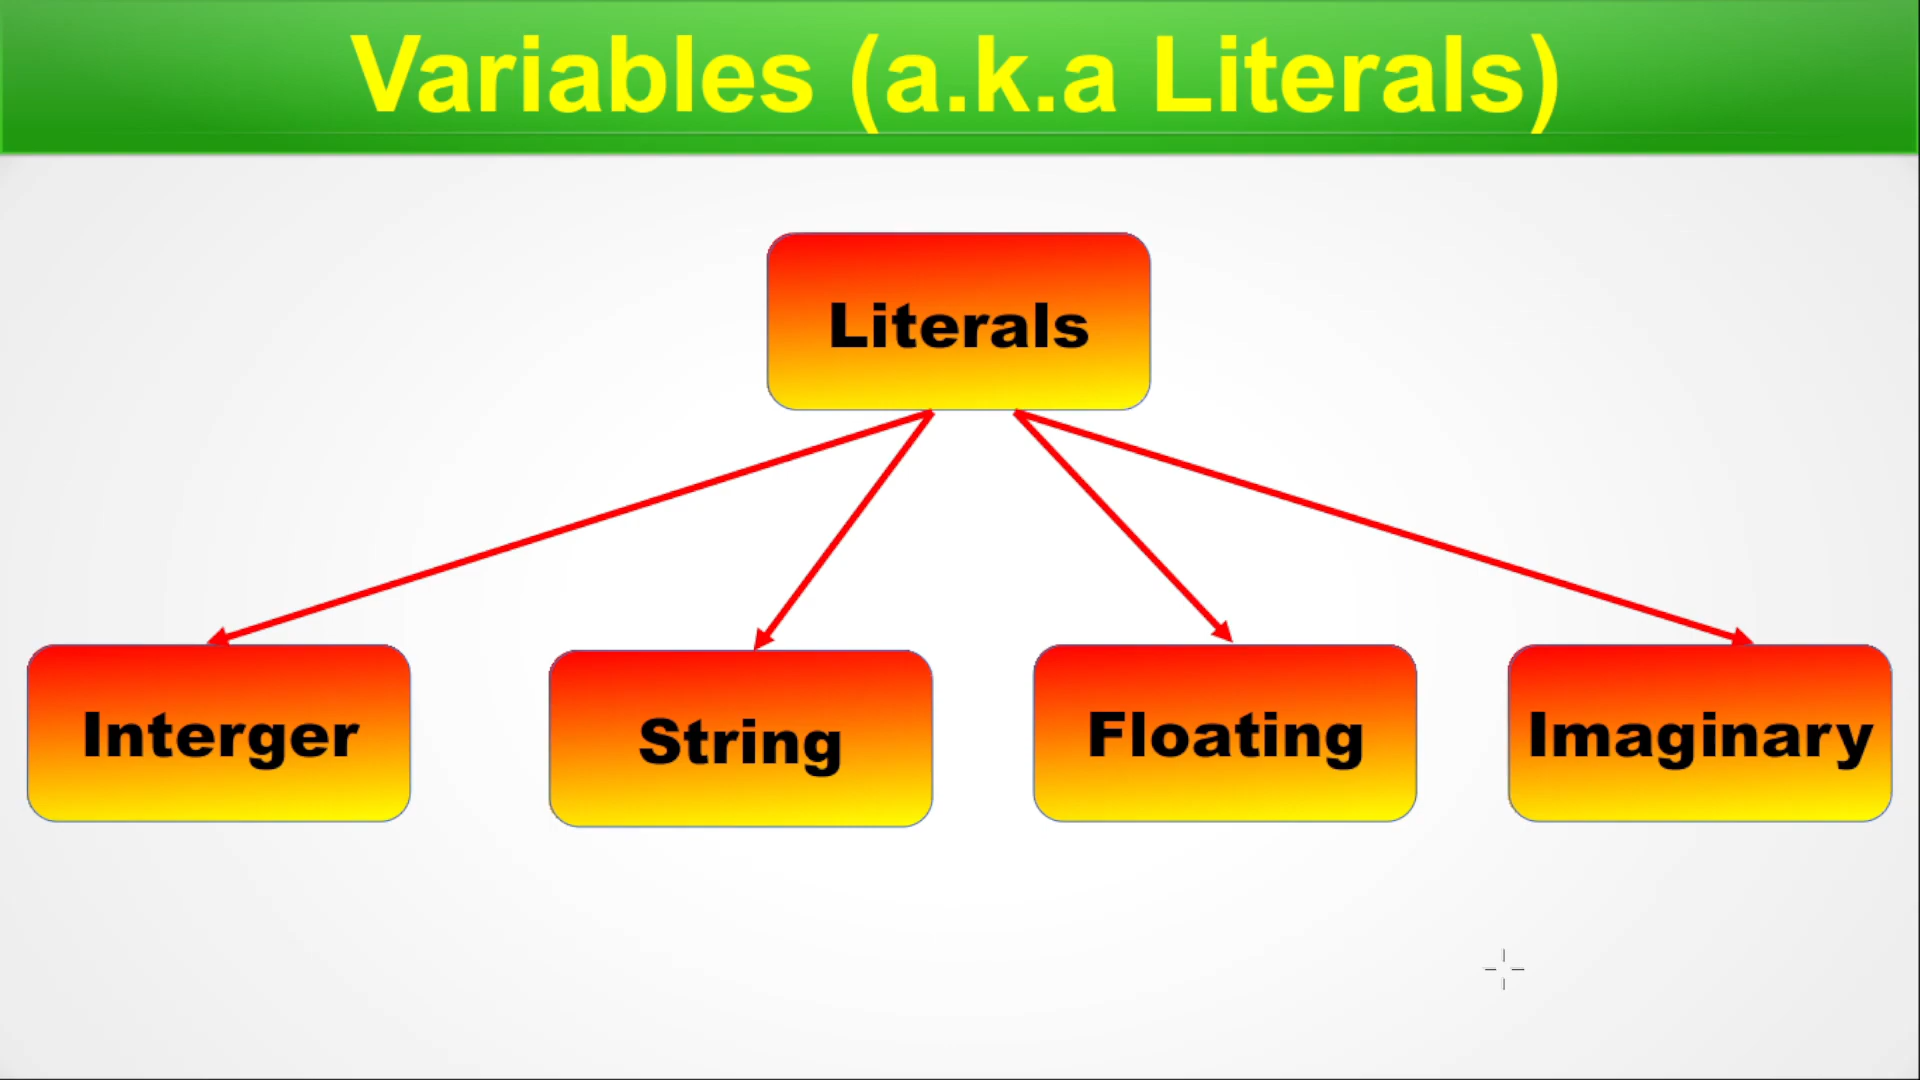 Variables (a.k.a Literals)
Literals
Interger
String
Floating
Imaginary